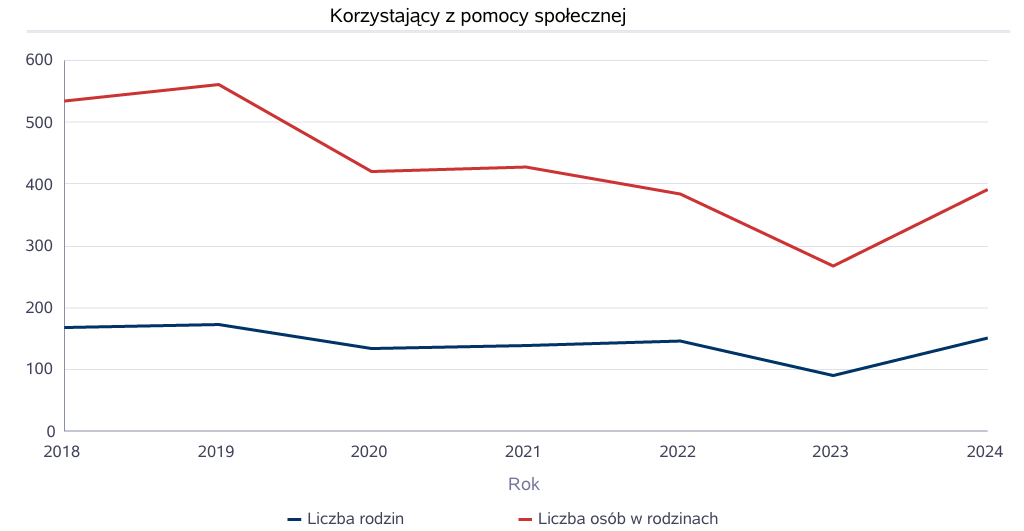 Korzystający z pomocy społecznej
600
500
400
300
200
100
0
2018 2019 2020 2021 2022 2023 2024
Rok
Liczba rodzin Liczba osób w rodzinach